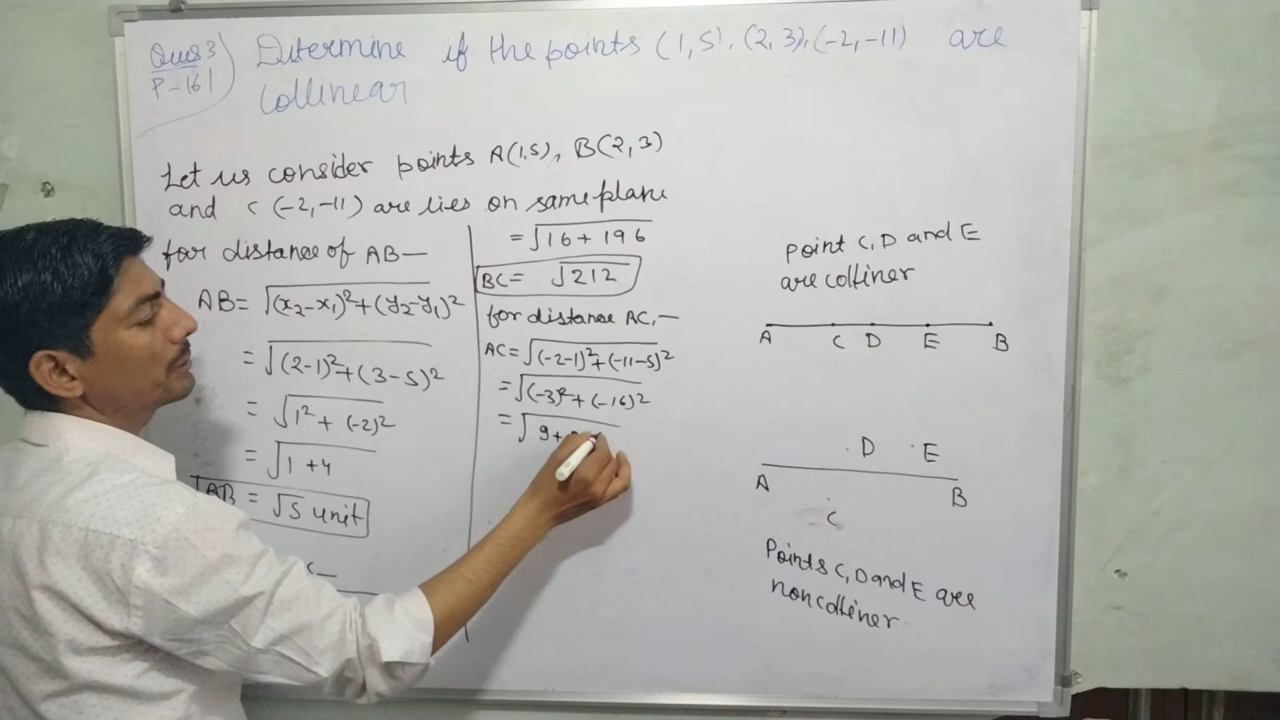 Ques 3
P-161
Determine if the points (1,5), (2,3), (-2,-11) are
collinear
Let us consider points A(1,5), B(2,3)
and C (-2,-11) are lies on same plane
for distance of AB—
AB = √(x₂-x₁)²+(y₂-y₁)²
= √(2-1)²+(3-5)²
= √1²+(-2)²
= √1+4
AB = √5 unit
= √16+196
BC = √212
for distance AC,—
AC = √(-2-1)²+(-11-5)²
= √(-3)²+(-16)²
= √9+
point C, D and E
are colliner
A C D E B
D E
A B
C
Points C, D and E are
noncolliner